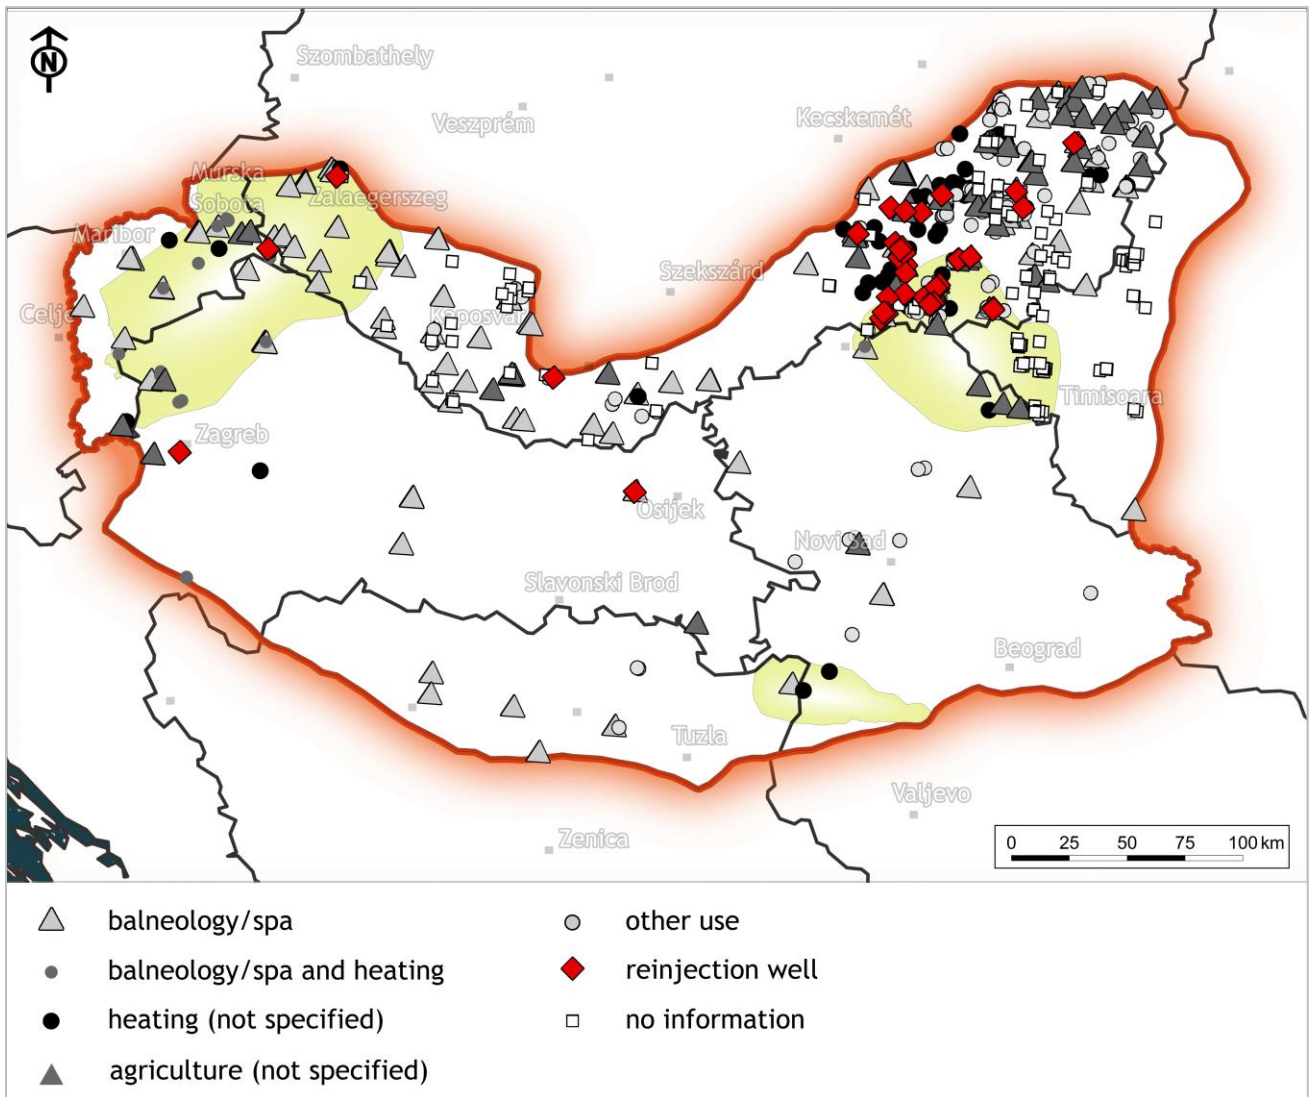 N
Szombathely
Veszprém
Kecskemét
Murska
Sobota
Zalaegerszeg
Maribor
Szekszárd
Celje
Kaposvár
Timisoara
Zagreb
Osijek
Novi Sad
Slavonski Brod
Beograd
Tuzla
Valjevo
Zenica
0 25 50 75 100 km
balneology/spa
balneology/spa and heating
heating (not specified)
agriculture (not specified)
other use
reinjection well
no information